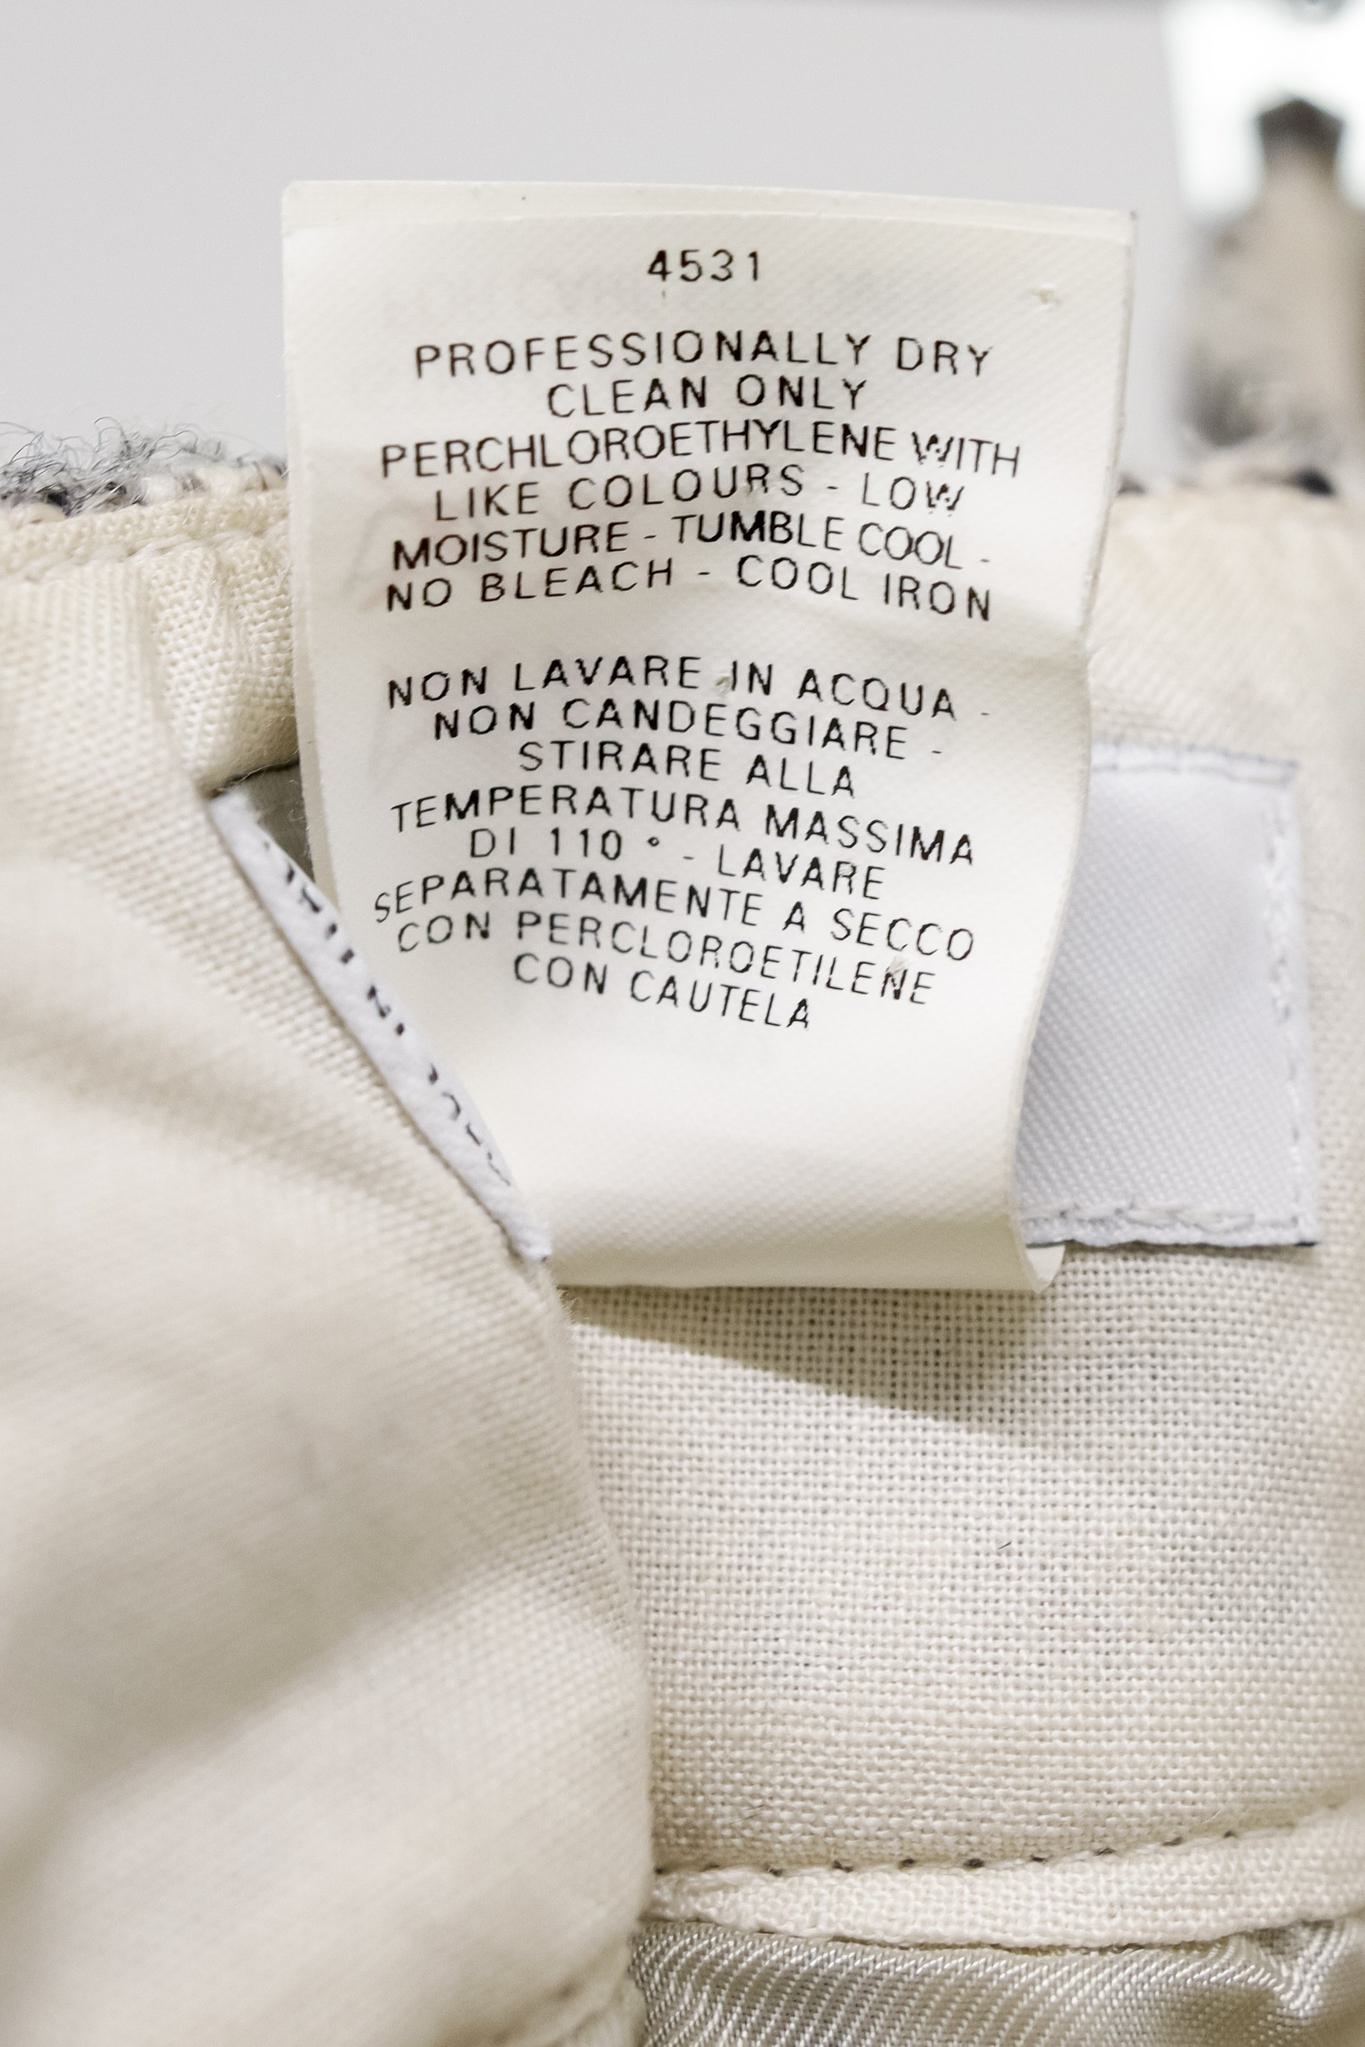 4531
PROFESSIONALLY DRY
CLEAN ONLY
PERCHLOROETHYLENE WITH
LIKE COLOURS - LOW
MOISTURE - TUMBLE COOL -
NO BLEACH - COOL IRON
NON LAVARE IN ACQUA -
NON CANDEGGIARE -
STIRARE ALLA
TEMPERATURA MASSIMA
DI 110 ° - LAVARE
SEPARATAMENTE A SECCO
CON PERCLOROETILENE
CON CAUTELA